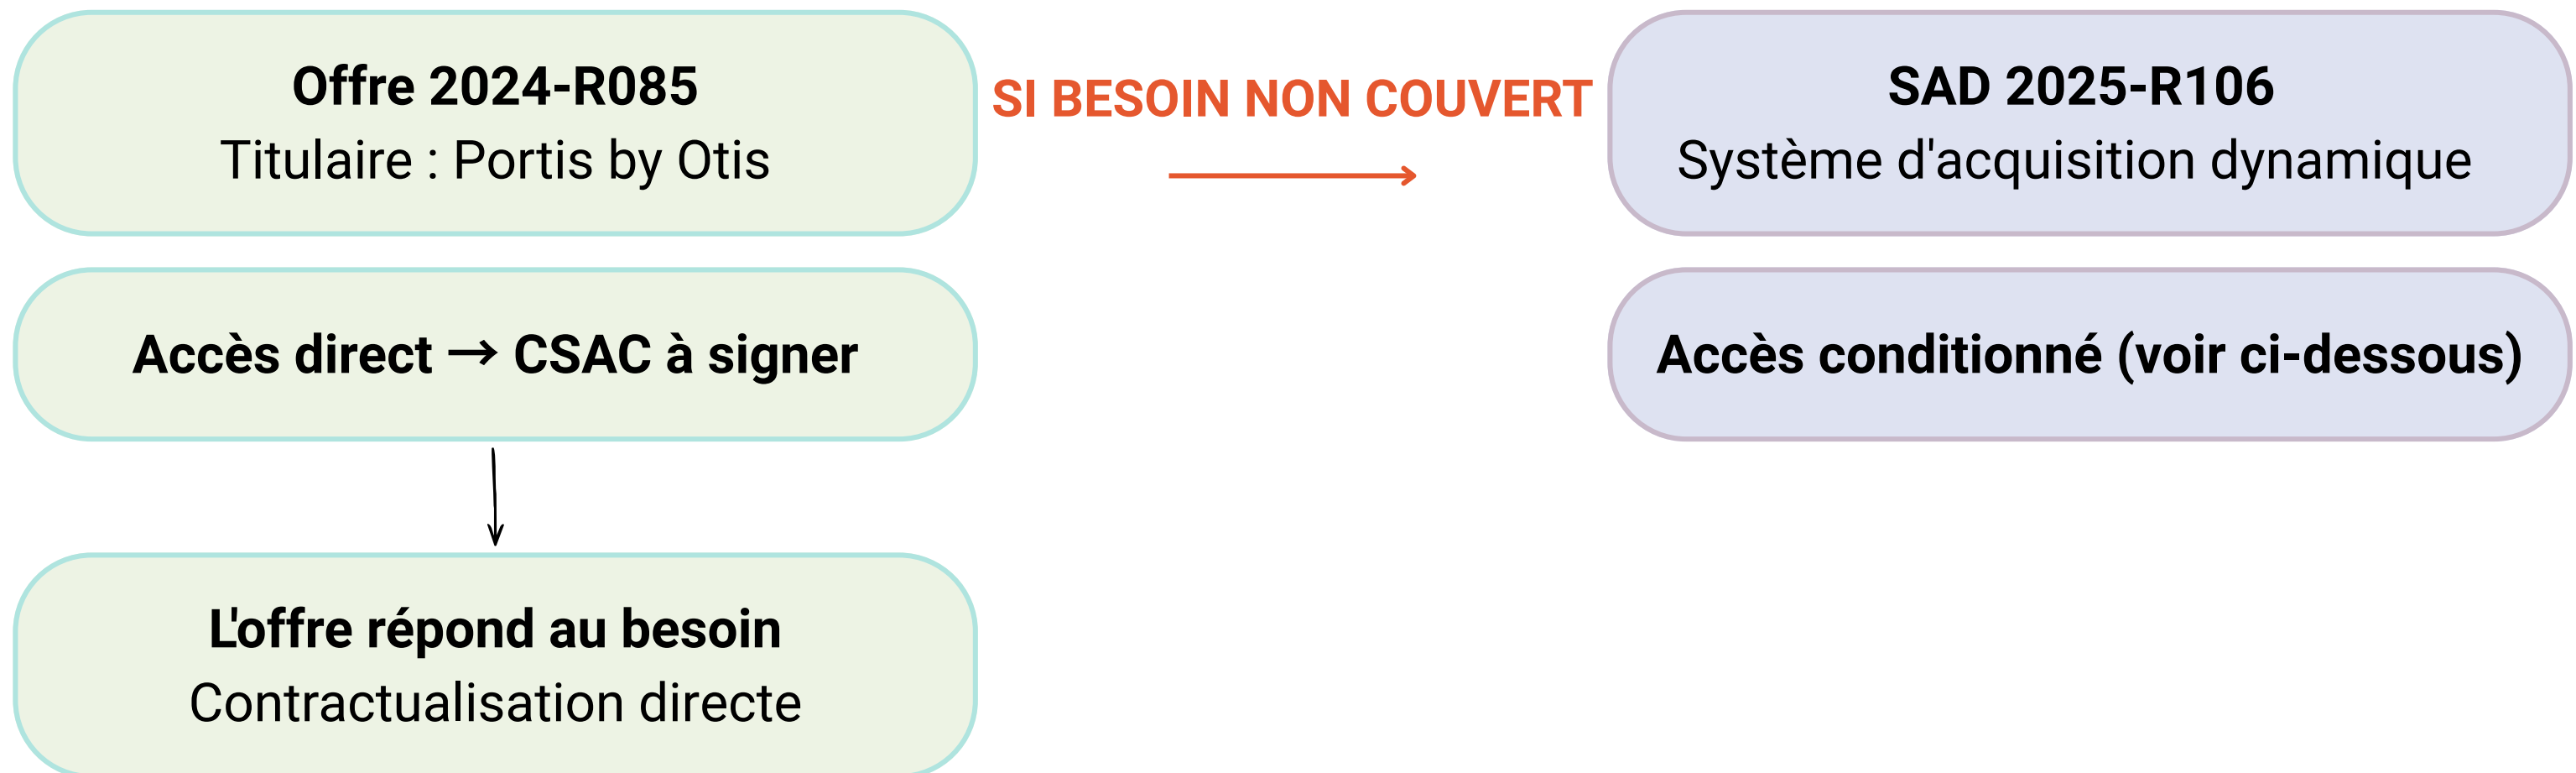 Offre 2024-R085
Titulaire : Portis by Otis
SI BESOIN NON COUVERT
SAD 2025-R106
Système d'acquisition dynamique
Accès direct → CSAC à signer
Accès conditionné (voir ci-dessous)
L'offre répond au besoin
Contractualisation directe